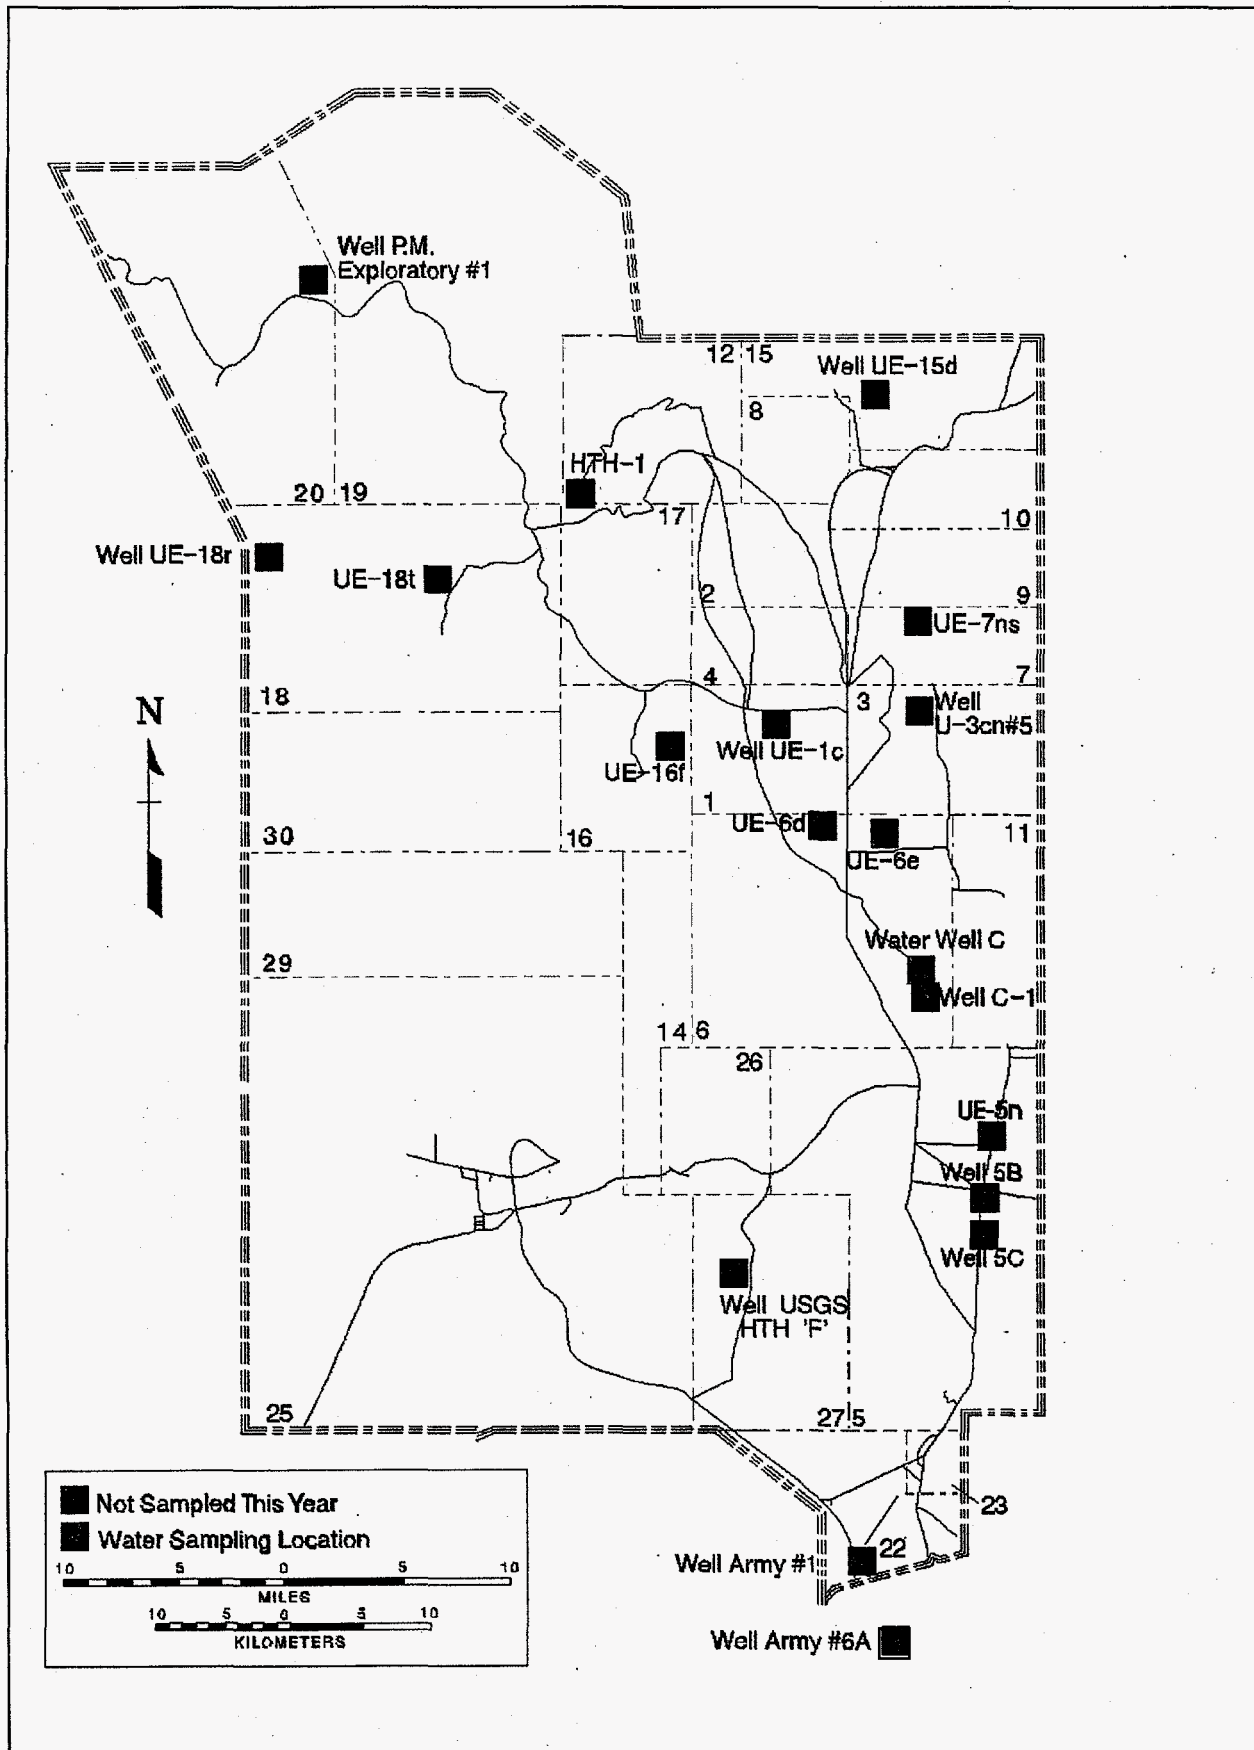 Well P.M.
Exploratory #1
12
15
Well UE-15d
8
HTH-1
20
19
17
10
Well UE-18r
UE-18t
2
9
UE-7ns
18
4
3
7
N
Well
U-3cn#5
Well UE-1c
UE-16f
1
UE-6d
11
30
16
UE-6e
Water Well C
29
Well C-1
14
6
26
UE-5n
Well 5B
Well 5C
Well USGS
HTH 'F'
25
27
5
Not Sampled This Year
23
Water Sampling Location
22
Well Army #1
10 5 0 5 10
MILES
10 5 0 5 10
KILOMETERS
Well Army #6A